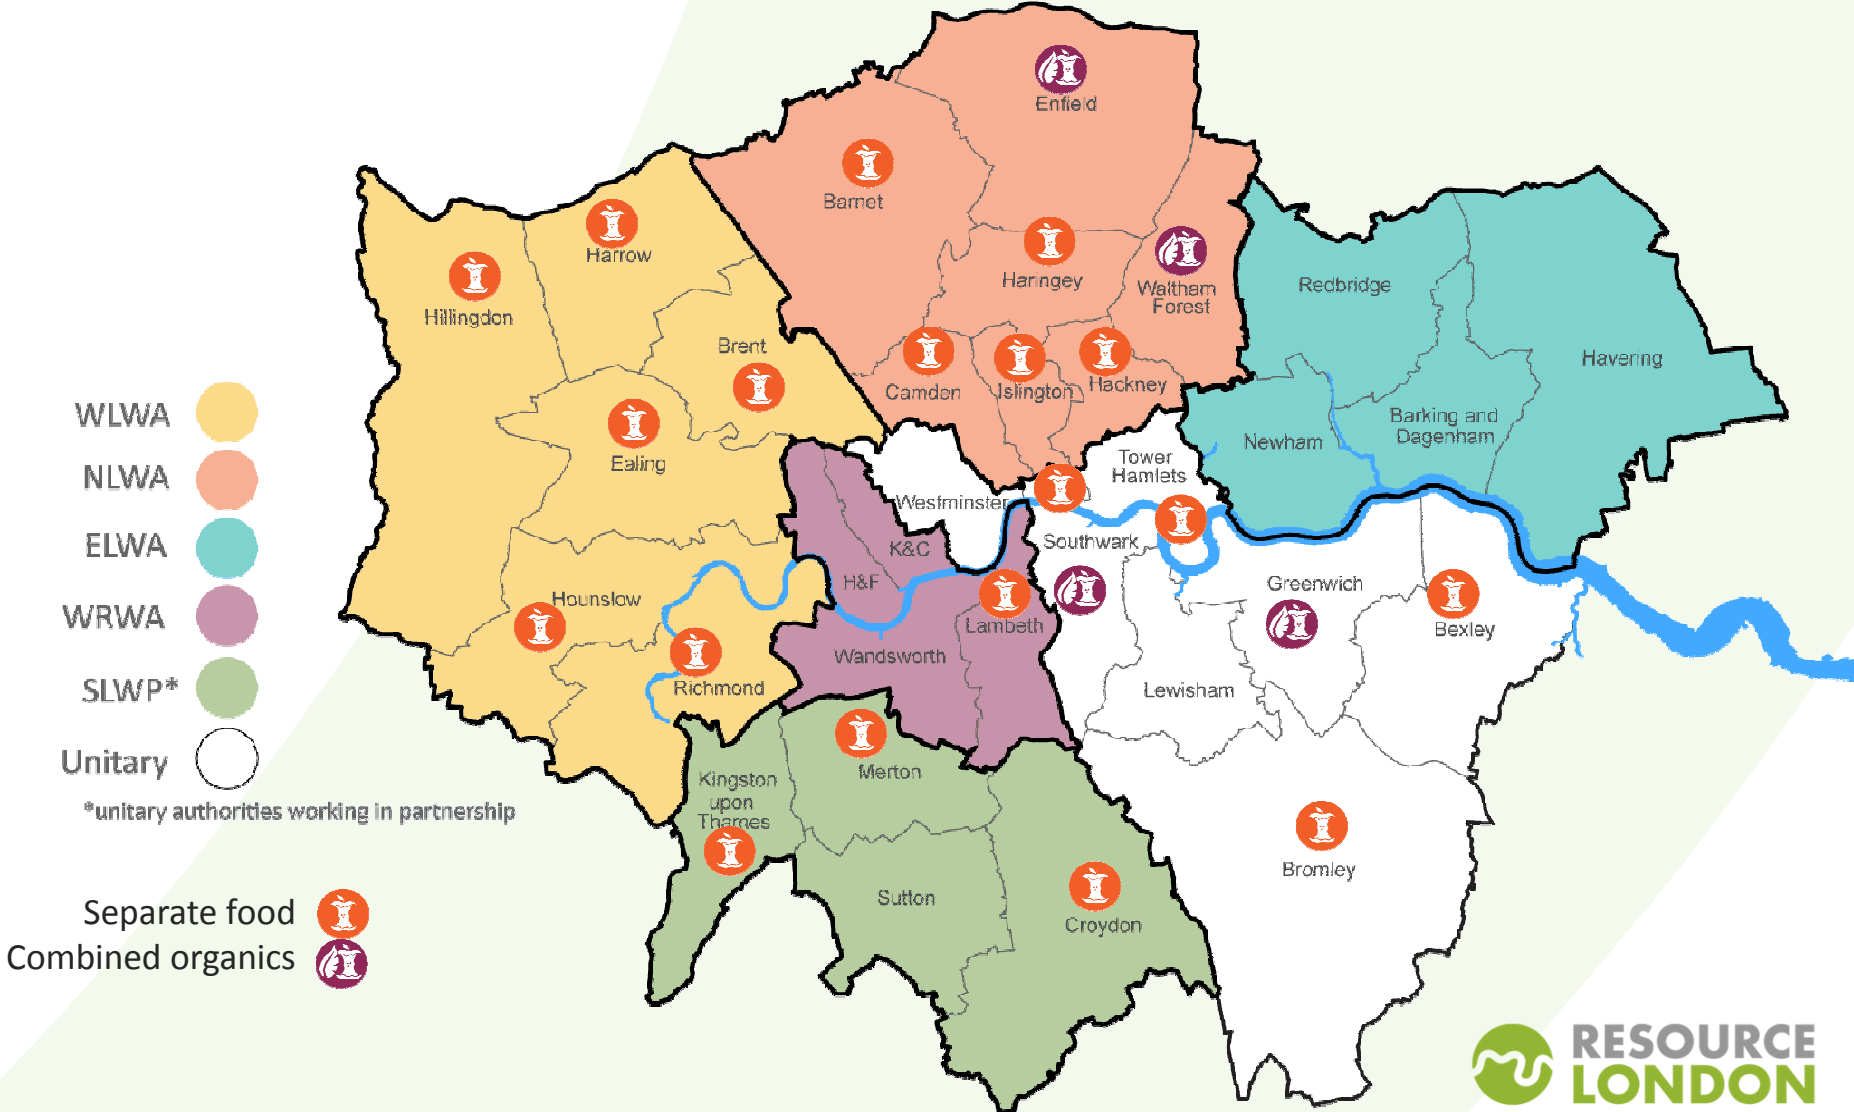 Enfield
Barnet
Harrow
Haringey
Waltham
Forest
Redbridge
Hillingdon
Brent
Havering
Camden
Islington
Hackney
Barking and
Dagenham
Newham
Ealing
Tower
Hamlets
Westminster
Southwark
K&C
H&F
Hounslow
Greenwich
Lambeth
Bexley
Wandsworth
Richmond
Lewisham
Kingston
upon
Thames
Merton
Bromley
Sutton
Croydon
WLWA
NLWA
ELWA
WRWA
SLWP*
Unitary
*unitary authorities working in partnership
Separate food
Combined organics
RESOURCE
LONDON